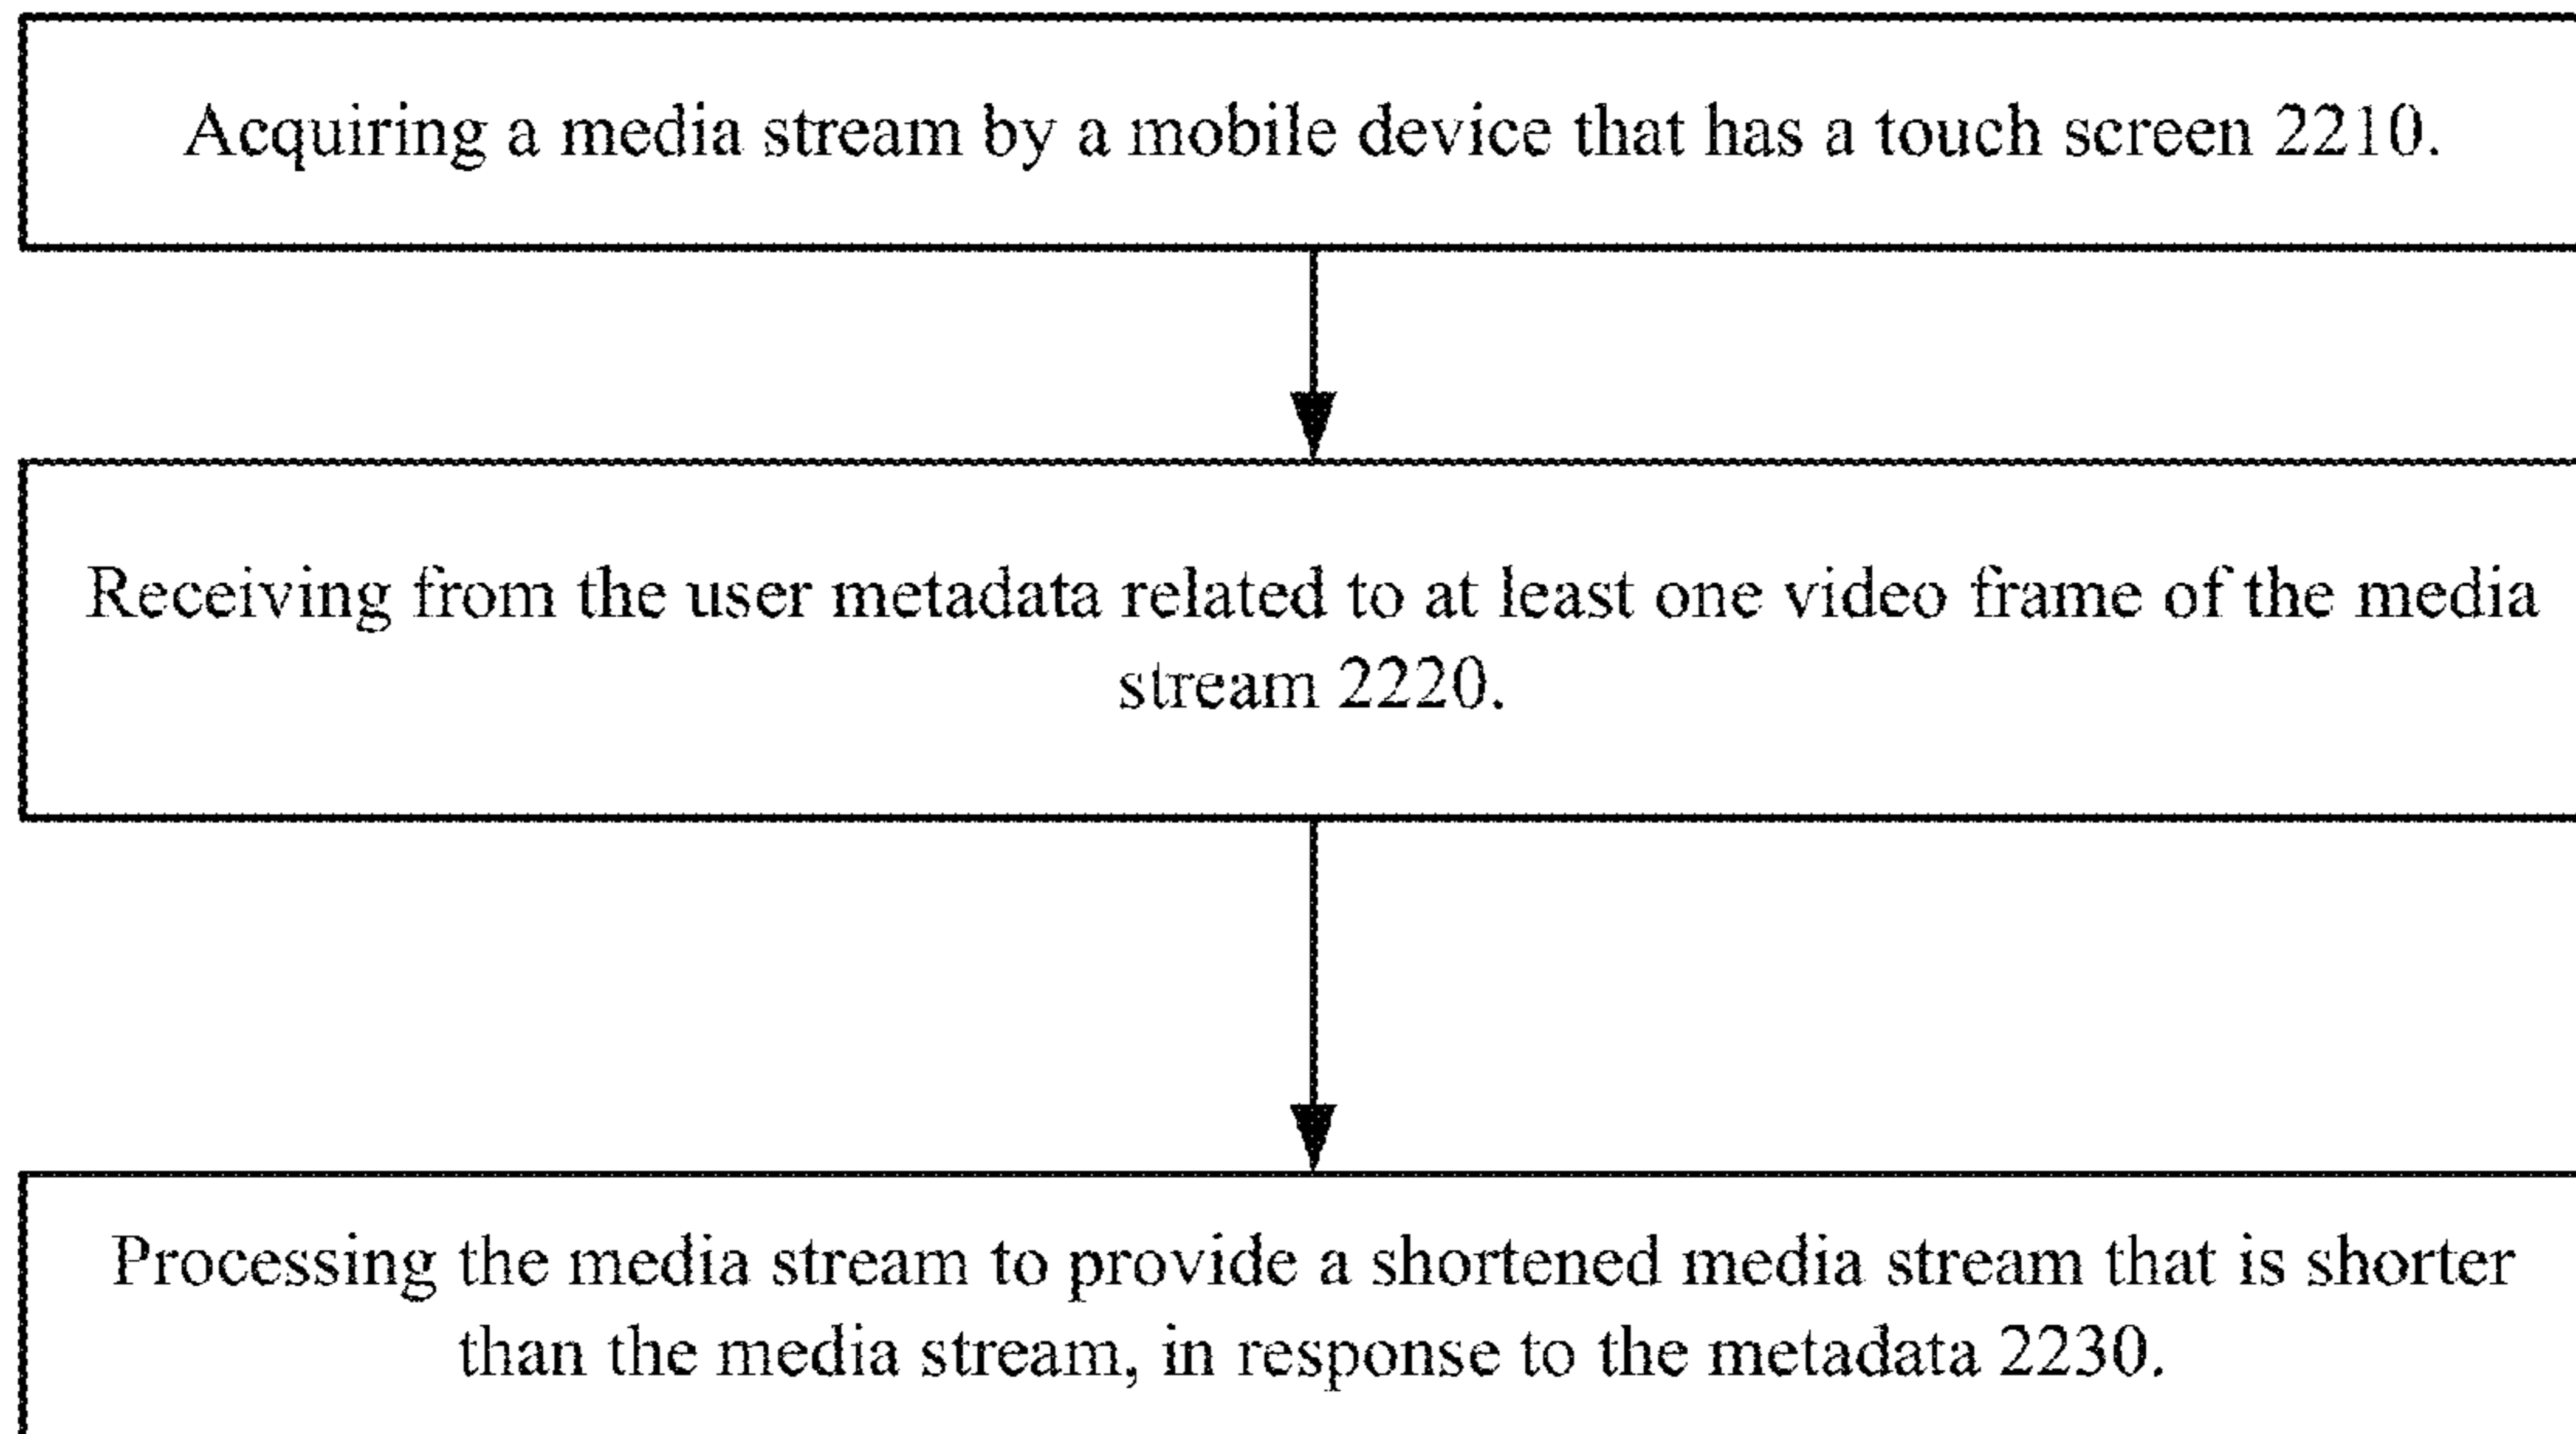 Acquiring a media stream by a mobile device that has a touch screen 2210.
Receiving from the user metadata related to at least one video frame of the media
stream 2220.
Processing the media stream to provide a shortened media stream that is shorter
than the media stream, in response to the metadata 2230.